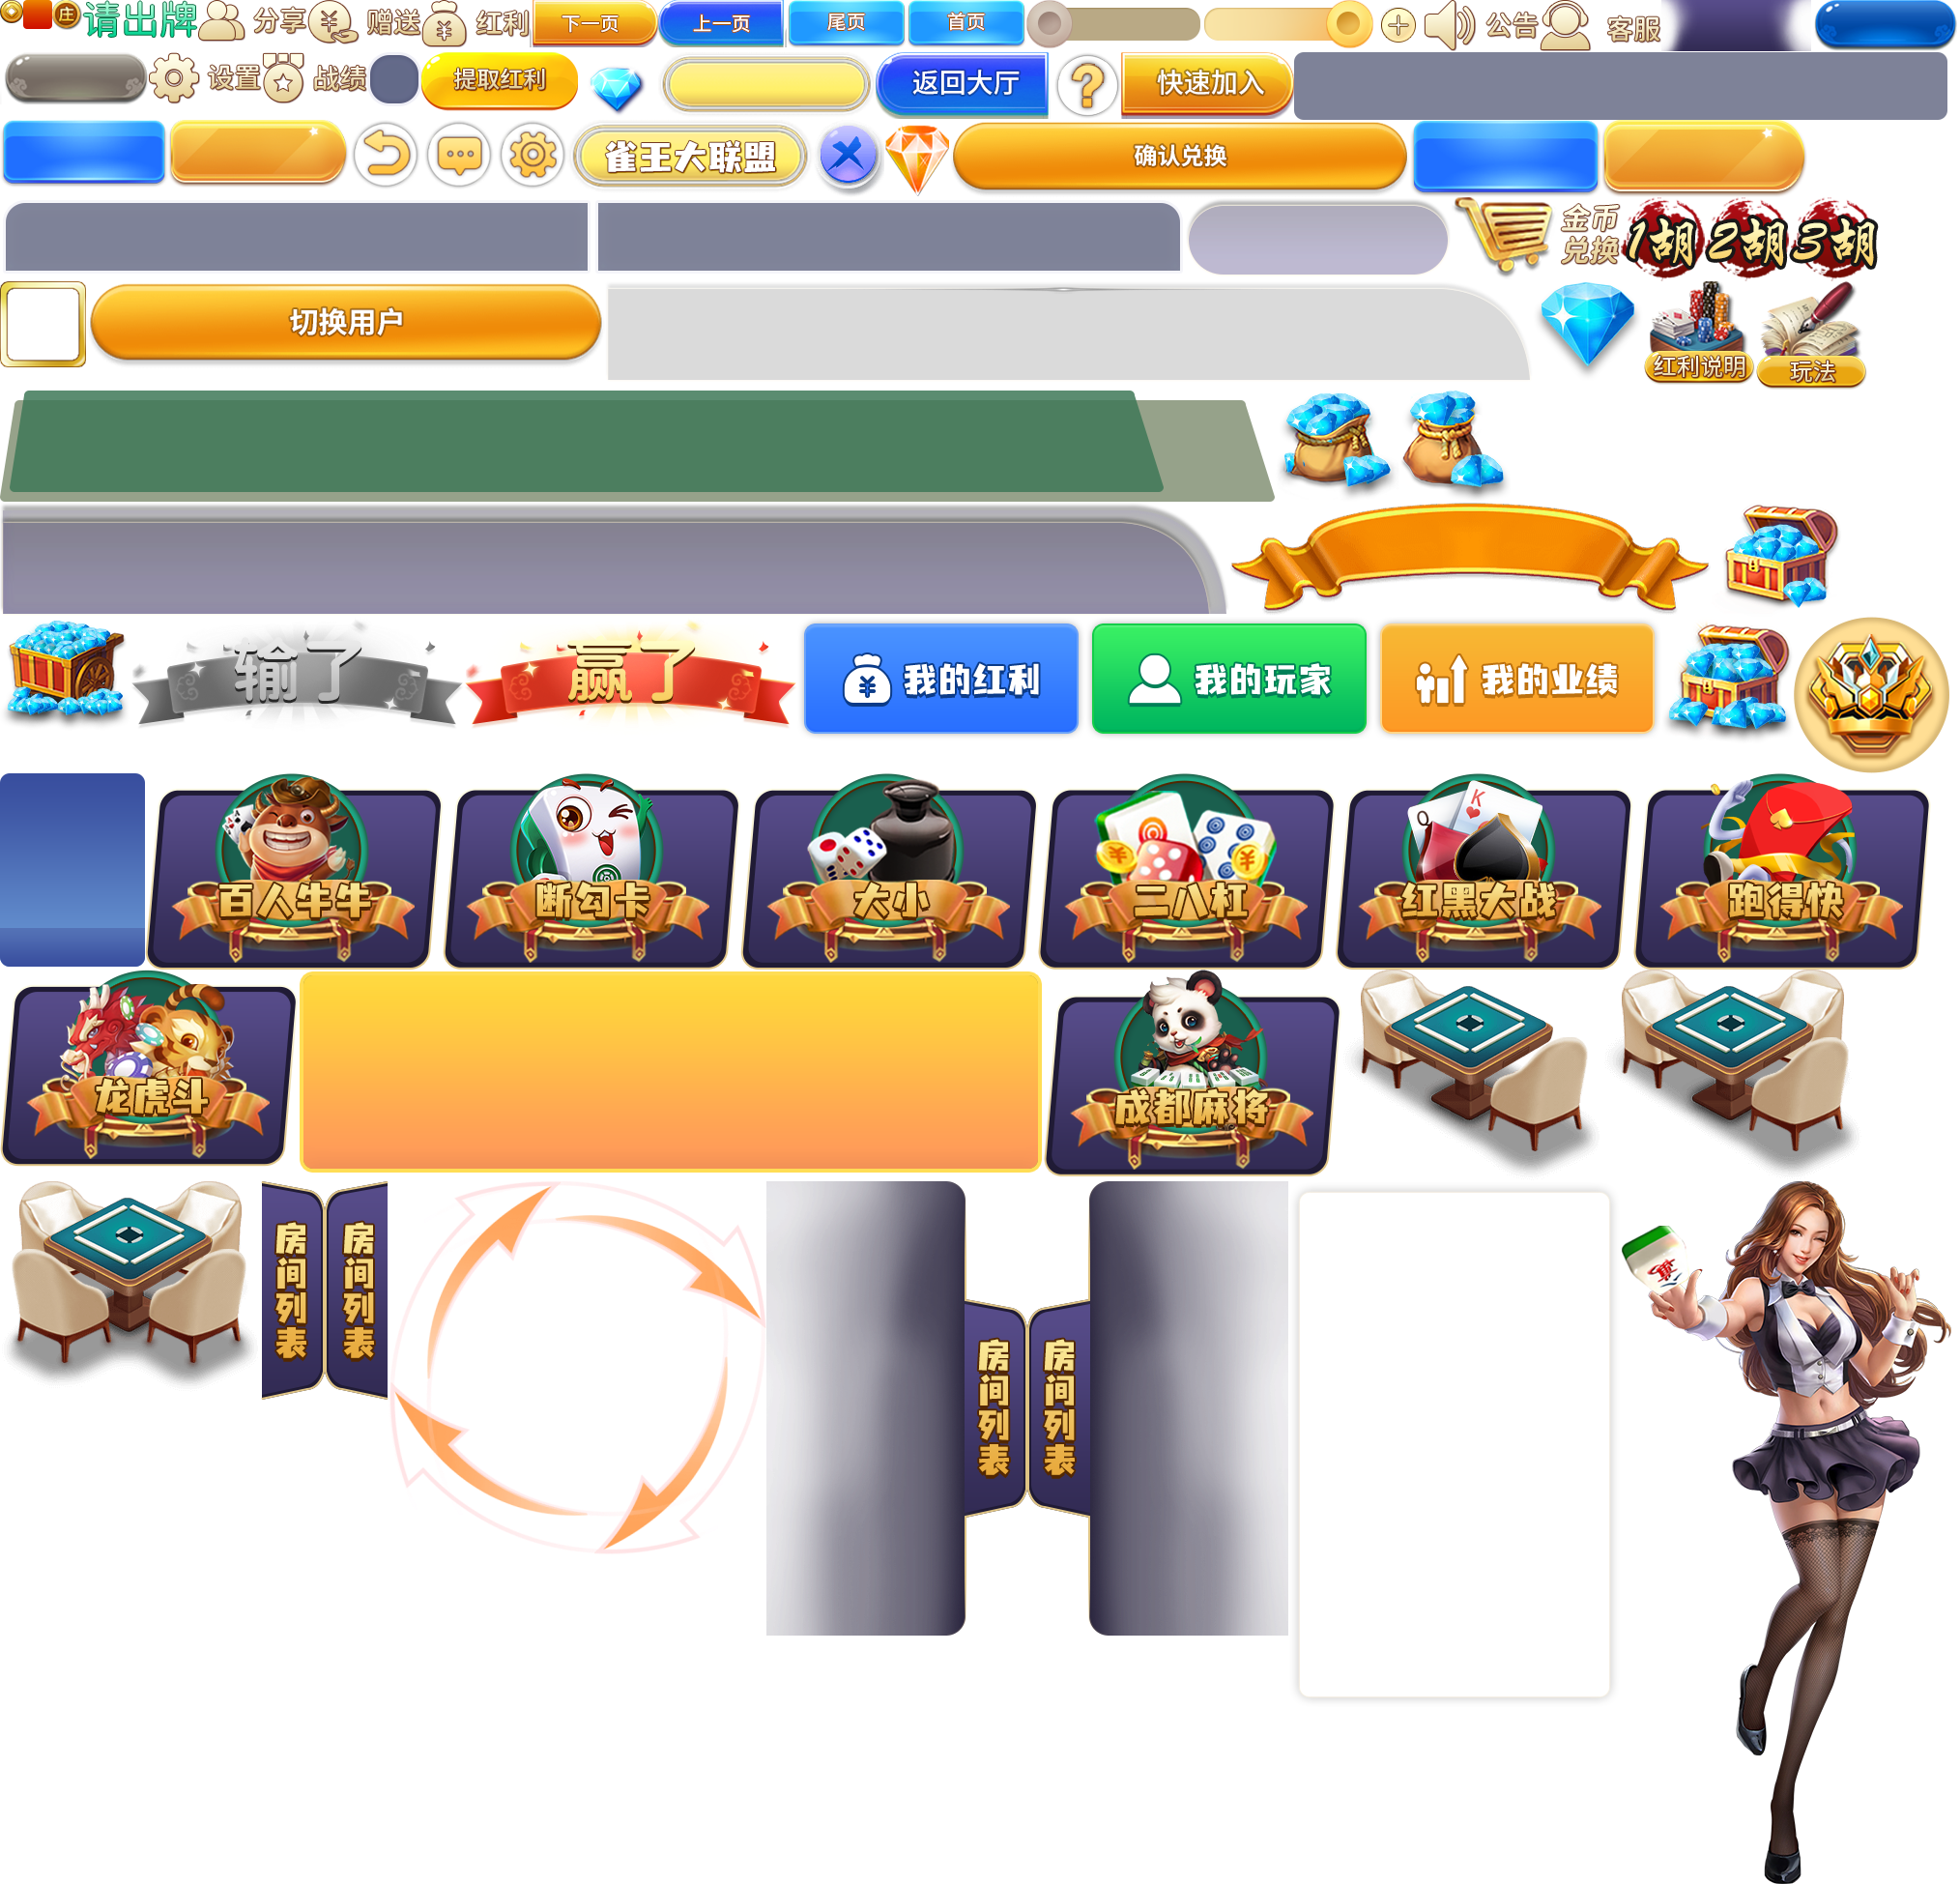 庄
请出牌
分享
赠送
红利
下一页
上一页
尾页
首页
公告
客服
设置
战绩
提取红利
返回大厅
?
快速加入
雀王大联盟
确认兑换
金币
兑换
1胡
2胡
3胡
切换用户
红利说明
玩法
输了
赢了
¥ 我的红利
我的玩家
我的业绩
百人牛牛
断勾卡
大小
二八杠
红黑大战
跑得快
龙虎斗
成都麻将
房间列表
房间列表
房间列表
房间列表